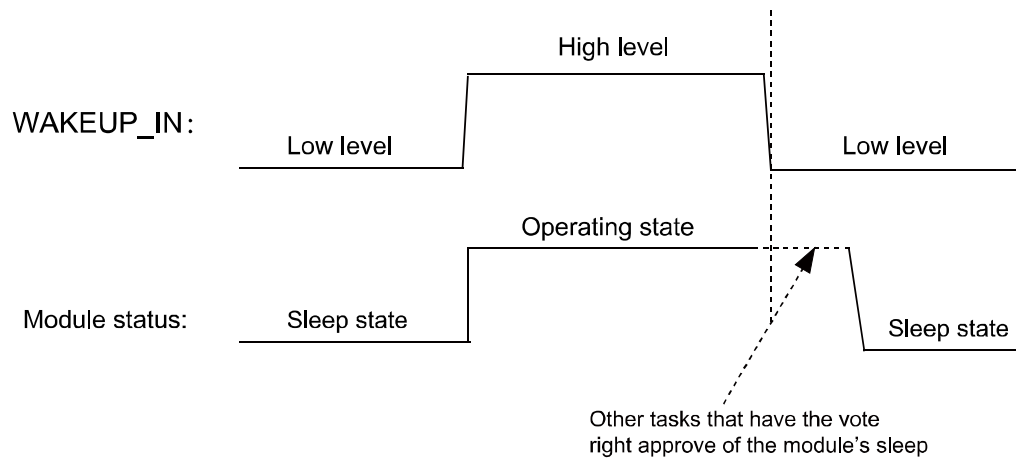 High level
WAKEUP_IN:
Low level
Low level
Operating state
Module status:
Sleep state
Sleep state
Other tasks that have the vote
right approve of the module's sleep